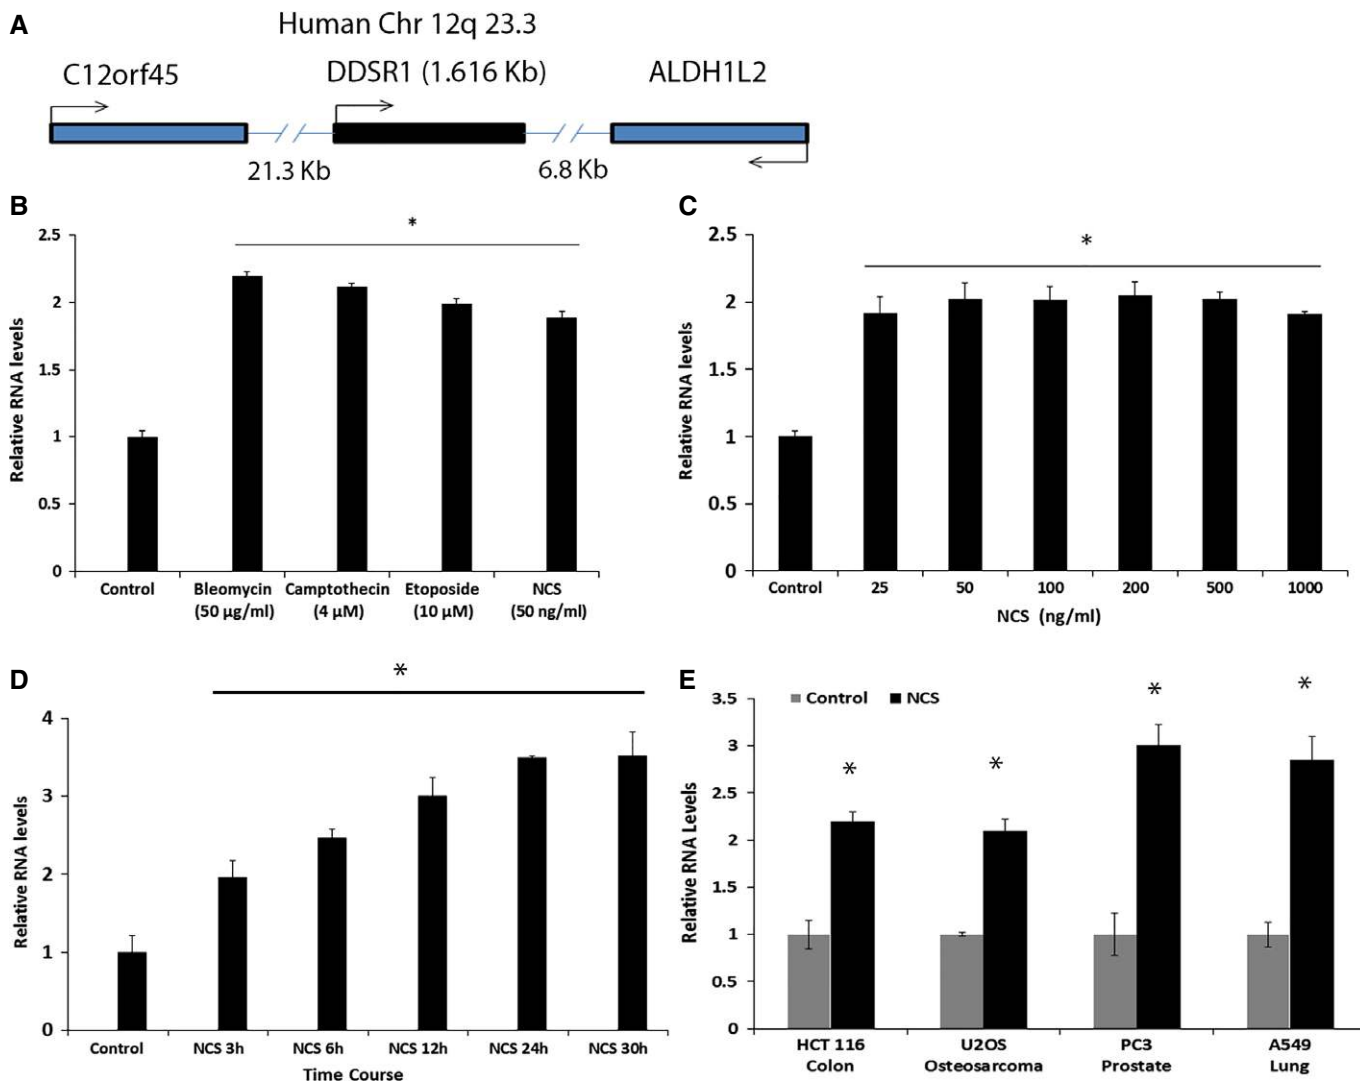 A
Human Chr 12q 23.3
C12orf45
DDSR1 (1.616 Kb)
ALDH1L2
21.3 Kb
6.8 Kb
B
*
2.5
2
1.5
1
0.5
0
Relative RNA levels
Control
Bleomycin
(50 µg/ml)
Camptothecin
(4 µM)
Etoposide
(10 µM)
NCS
(50 ng/ml)
C
*
2.5
2
1.5
1
0.5
0
Relative RNA levels
Control 25 50 100 200 500 1000
NCS (ng/ml)
D
*
4
3
2
1
0
Relative RNA levels
Control NCS 3h NCS 6h NCS 12h NCS 24h NCS 30h
Time Course
E
Control NCS
* * * *
3.5
3
2.5
2
1.5
1
0.5
0
Relative RNA Levels
HCT 116
Colon
U2OS
Osteosarcoma
PC3
Prostate
A549
Lung